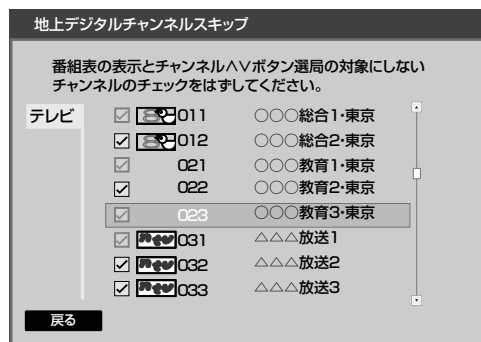 地上デジタルチャンネルスキップ
番組表の表示とチャンネル∧∨ボタン選局の対象にしない
チャンネルのチェックをはずしてください。
テレビ
011 ○○○総合1・東京
012 ○○○総合2・東京
021 ○○○教育1・東京
022 ○○○教育2・東京
023 ○○○教育3・東京
031 △△△放送1
032 △△△放送2
033 △△△放送3
戻る